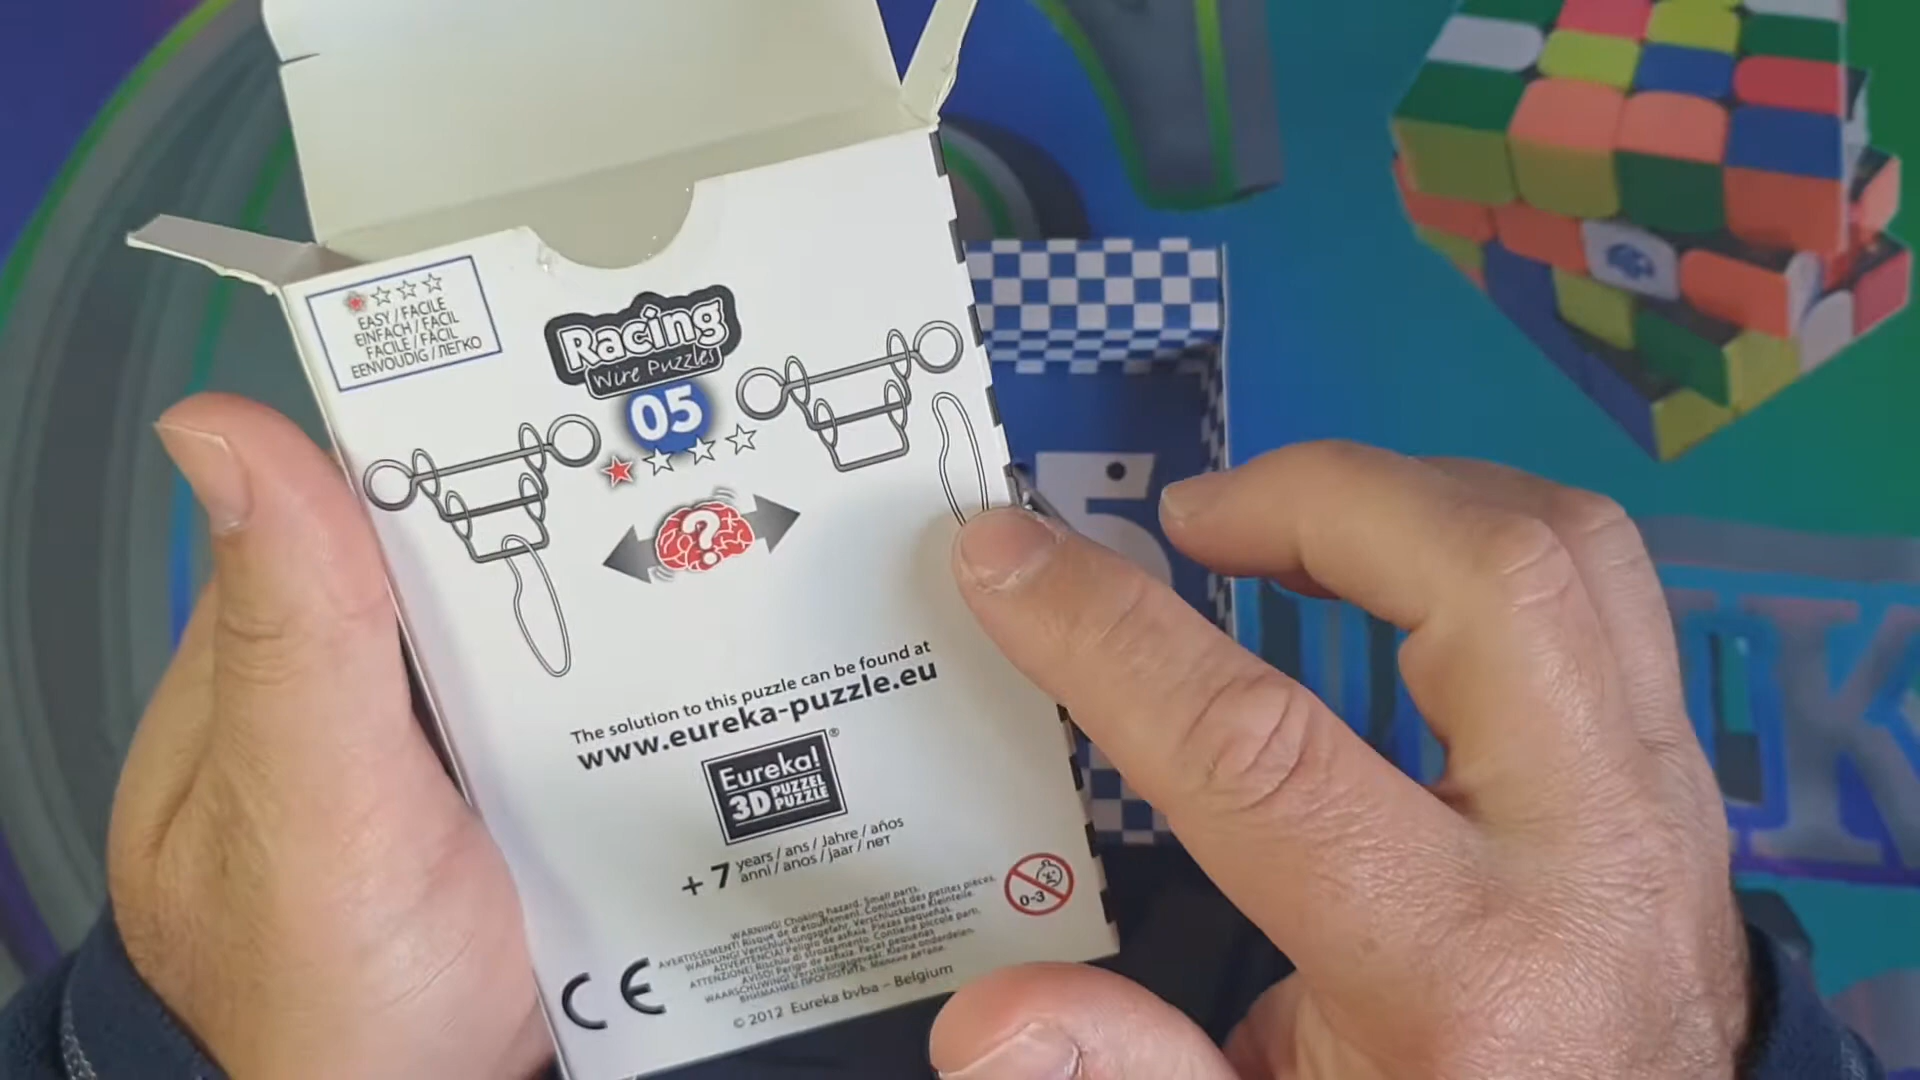 EASY / FACILE
EINFACH / FÁCIL
FACILE / FÁCIL
EENVOUDIG / ЛЕГКО
Racing
Wire Puzzles
05
?
5
The solution to this puzzle can be found at
www.eureka-puzzle.eu
Eureka!®
3D PUZZEL PUZZLE
+ 7 years / ans / Jahre / años
anni / anos / jaar / лет
0-3
WARNING! Choking hazard. Small parts.
AVERTISSEMENT! Risque de d'étouffement. Contient des petites pièces.
WARNUNG! Verschluckungsgefahr. Verschluckbare Kleinteile.
ADVERTENCIA! Peligro de asfixia. Piezas pequeñas.
ATTENZIONE! Rischio di strozzamento. Contiene piccole parti.
AVISO! Perigo de asfixia. Peças pequenas.
WAARSCHUWING! Verstikkingsgevaar. Kleine onderdelen.
CE
© 2012 Eureka bvba – Belgium